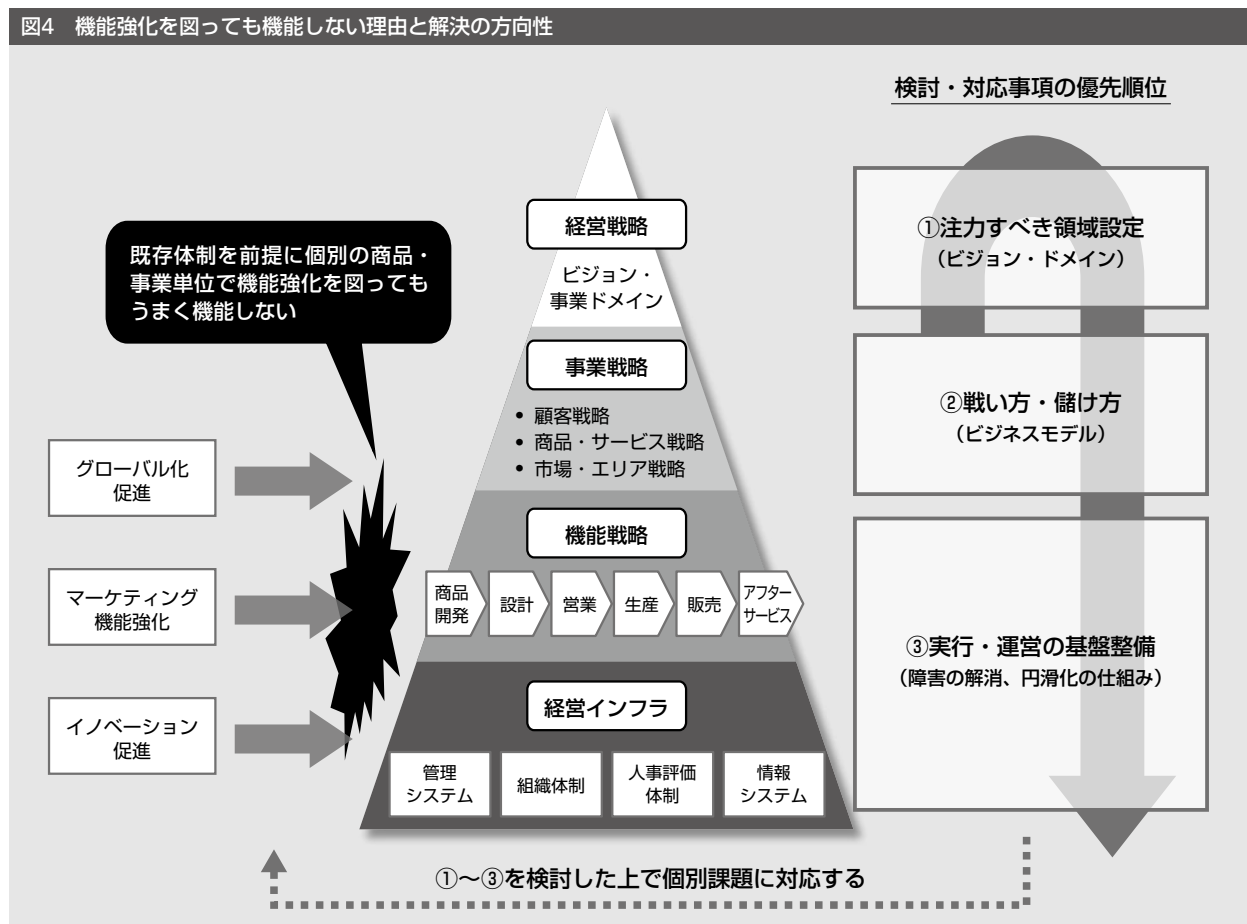 図4　機能強化を図っても機能しない理由と解決の方向性
検討・対応事項の優先順位
既存体制を前提に個別の商品・
事業単位で機能強化を図っても
うまく機能しない
グローバル化
促進
マーケティング
機能強化
イノベーション
促進
経営戦略
ビジョン・
事業ドメイン
事業戦略
• 顧客戦略
• 商品・サービス戦略
• 市場・エリア戦略
機能戦略
商品
開発
設計
営業
生産
販売
アフター
サービス
経営インフラ
管理
システム
組織体制
人事評価
体制
情報
システム
①注力すべき領域設定
（ビジョン・ドメイン）
②戦い方・儲け方
（ビジネスモデル）
③実行・運営の基盤整備
（障害の解消、円滑化の仕組み）
①～③を検討した上で個別課題に対応する